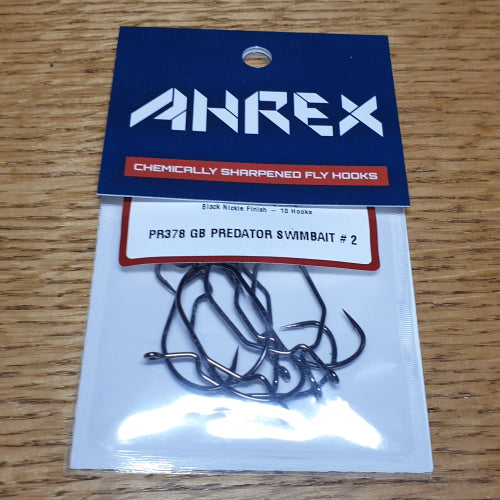 AHREX
CHEMICALLY SHARPENED FLY HOOKS
Black Nickle Finish – 10 Hooks
PR378 GB PREDATOR SWIMBAIT # 2